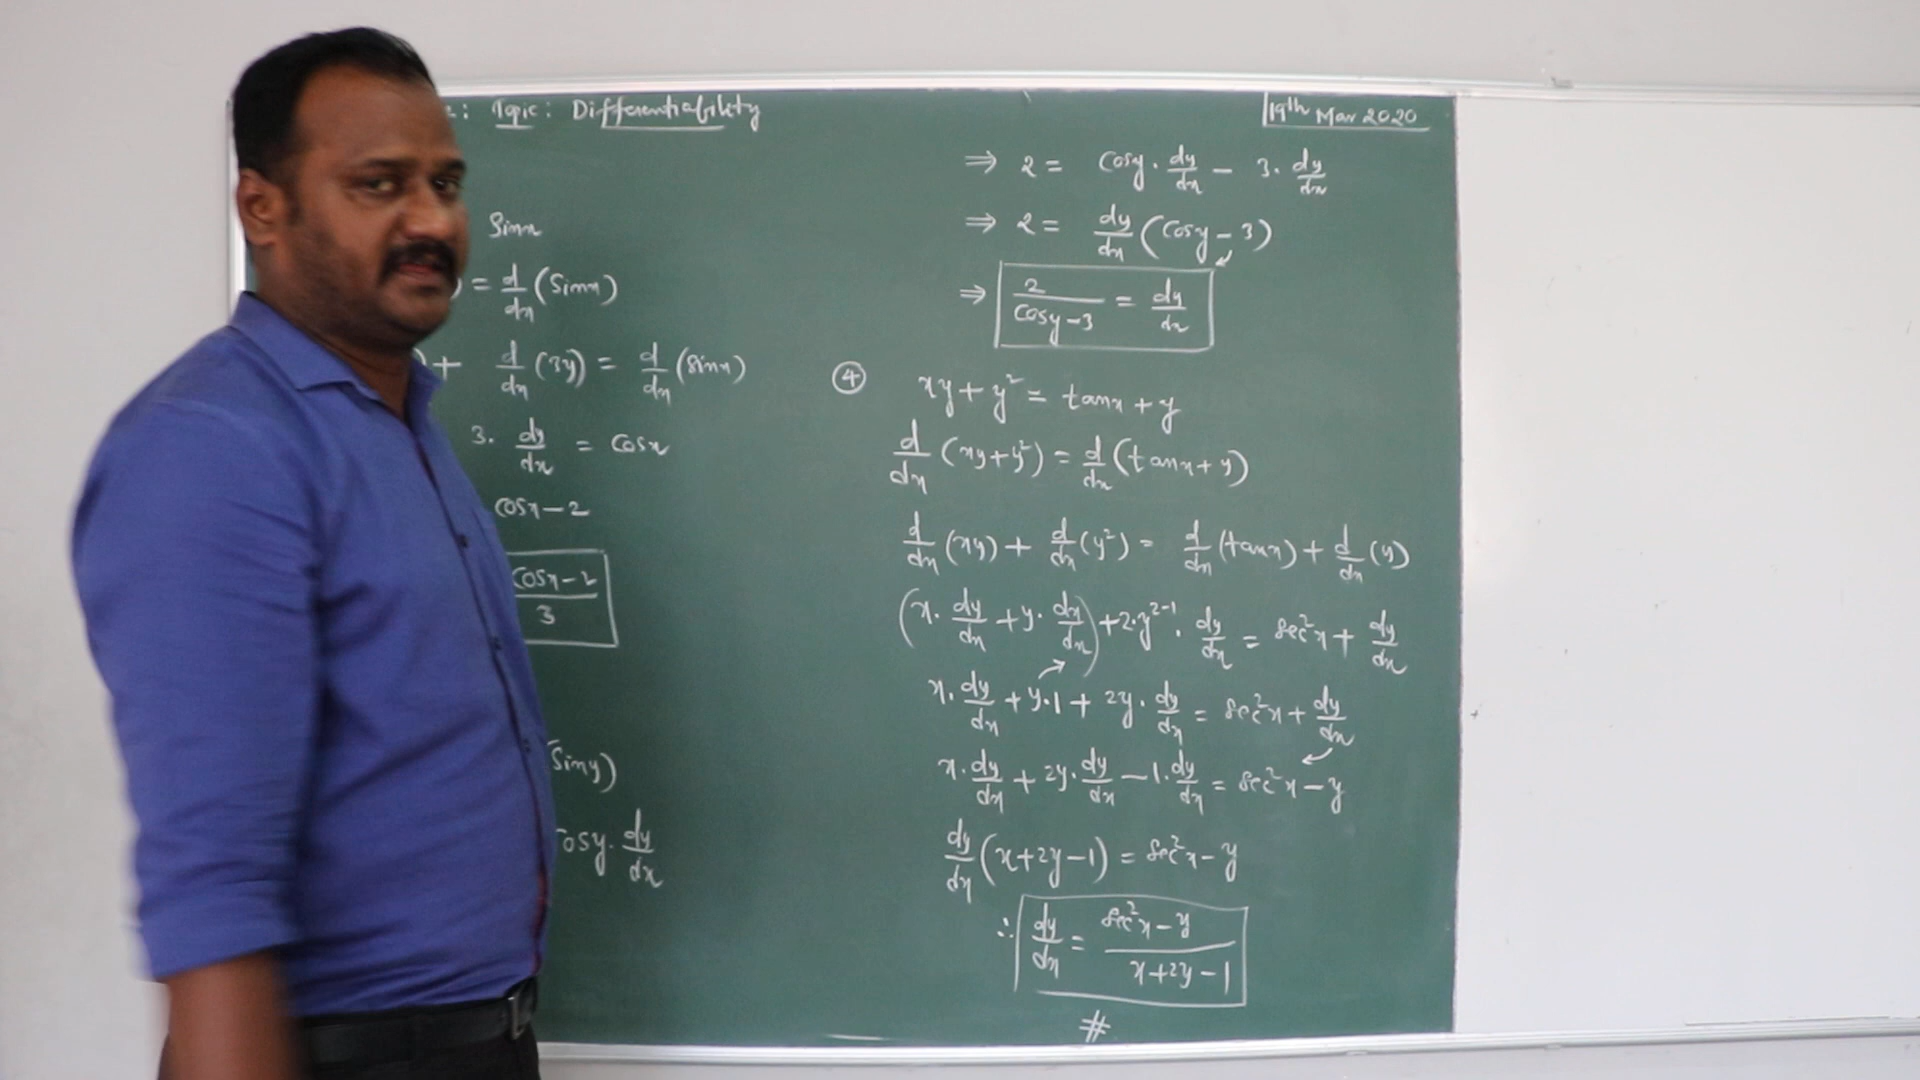 : Topic: Differentiability
19th Mar 2020
Sinx
) = d/dx (Sinx)
) + d/dx (3y) = d/dx (Sinx)
3. dy/dx = Cosx
Cosx - 2
Cosx - 2 / 3
Siny)
Cosy. dy/dx
⇒ 2 = Cosy. dy/dx - 3. dy/dx
⇒ 2 = dy/dx (Cosy - 3)
⇒ 2/(Cosy - 3) = dy/dx
④ xy + y² = tanx + y
d/dx (xy + y²) = d/dx (tanx + y)
d/dx (xy) + d/dx (y²) = d/dx (tanx) + d/dx (y)
(x. dy/dx + y. dx/dx) + 2.y²⁻¹. dy/dx = Sec²x + dy/dx
x. dy/dx + y.1 + 2y. dy/dx = Sec²x + dy/dx
x. dy/dx + 2y. dy/dx - 1. dy/dx = Sec²x - y
dy/dx (x + 2y - 1) = Sec²x - y
∴ dy/dx = (Sec²x - y)/(x + 2y - 1)
#